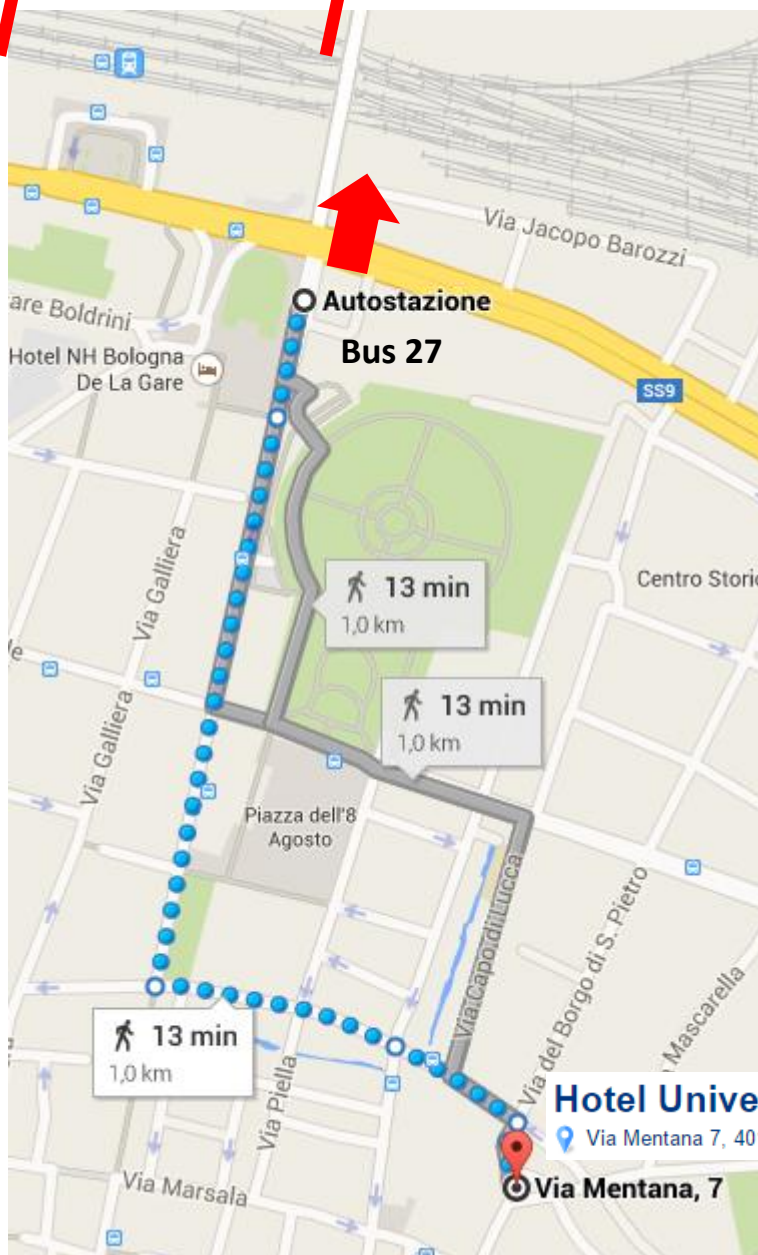 Via Jacopo Barozzi
Autostazione
are Boldrini
Bus 27
Hotel NH Bologna
De La Gare
SS9
Via Galliera
Centro Storic
13 min
1,0 km
le
13 min
1,0 km
Via Galliera
Piazza dell'8
Agosto
Via Capo di Lucca
Via del Borgo di S. Pietro
Mascarella
13 min
1,0 km
Via Piella
Hotel Unive
Via Mentana 7, 40
Via Mentana, 7
Via Marsala